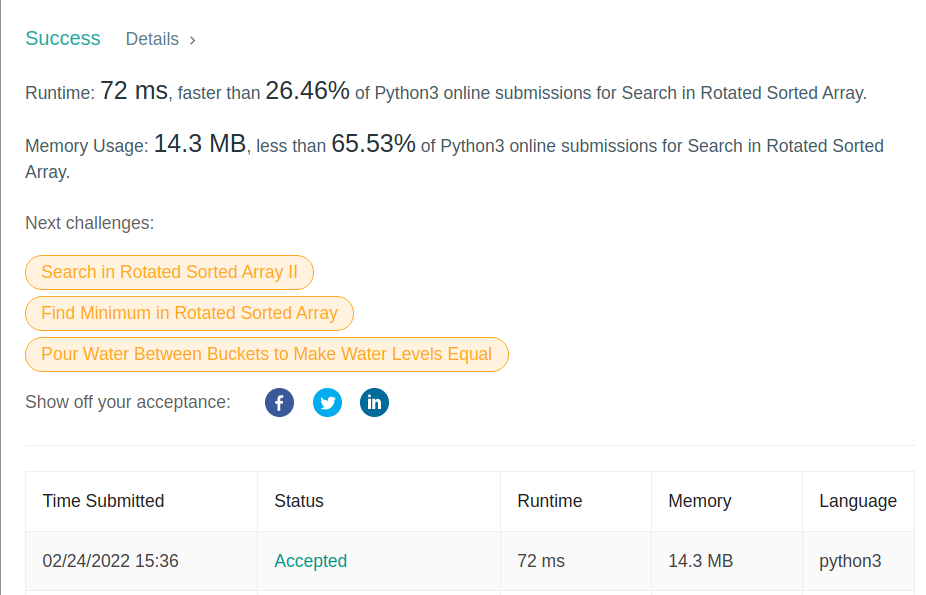 Success Details >
Runtime: 72 ms, faster than 26.46% of Python3 online submissions for Search in Rotated Sorted Array.
Memory Usage: 14.3 MB, less than 65.53% of Python3 online submissions for Search in Rotated Sorted
Array.
Next challenges:
Search in Rotated Sorted Array II
Find Minimum in Rotated Sorted Array
Pour Water Between Buckets to Make Water Levels Equal
Show off your acceptance: f in
Time Submitted Status Runtime Memory Language
02/24/2022 15:36 Accepted 72 ms 14.3 MB python3